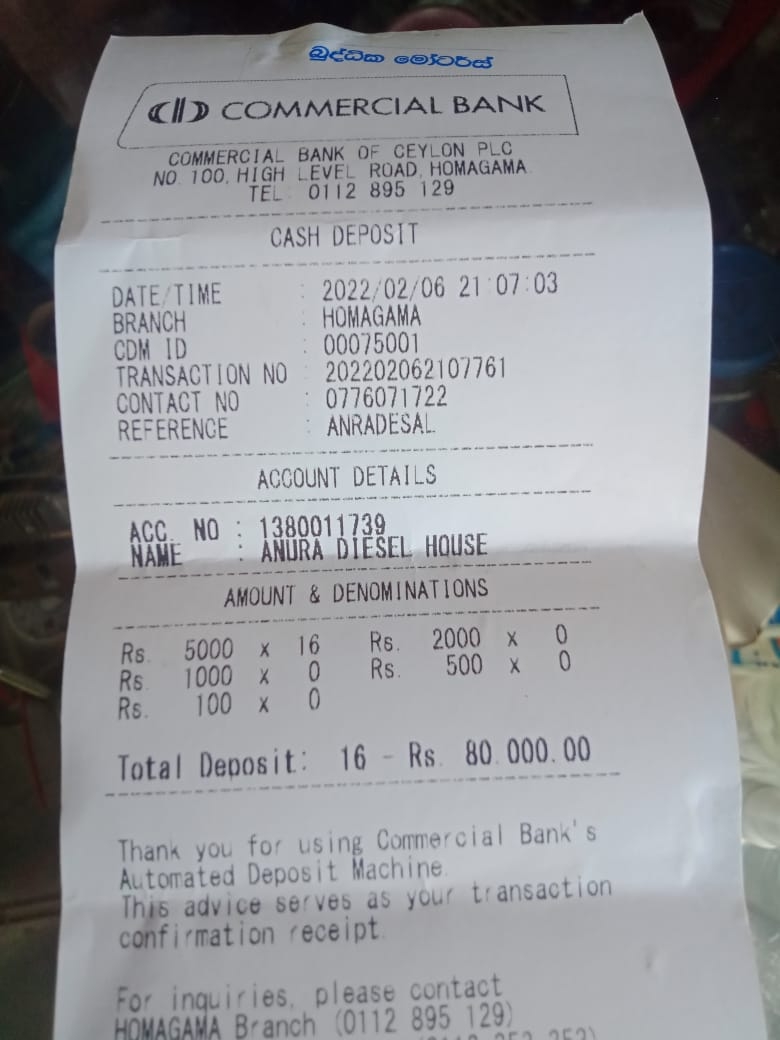 බුද්ධික මෝටර්ස්
COMMERCIAL BANK
COMMERCIAL BANK OF CEYLON PLC
NO. 100, HIGH LEVEL ROAD, HOMAGAMA.
TEL: 0112 895 129
CASH DEPOSIT
DATE/TIME : 2022/02/06 21:07:03
BRANCH : HOMAGAMA
CDM ID : 00075001
TRANSACTION NO : 202202062107761
CONTACT NO : 0776071722
REFERENCE : ANRADESAL
ACCOUNT DETAILS
ACC. NO : 1380011739
NAME : ANURA DIESEL HOUSE
AMOUNT & DENOMINATIONS
Rs. 5000 x 16 Rs. 2000 x 0
Rs. 1000 x 0 Rs. 500 x 0
Rs. 100 x 0
Total Deposit: 16 - Rs. 80,000.00
Thank you for using Commercial Bank's
Automated Deposit Machine.
This advice serves as your transaction
confirmation receipt.
For inquiries, please contact
HOMAGAMA Branch (0112 895 129)